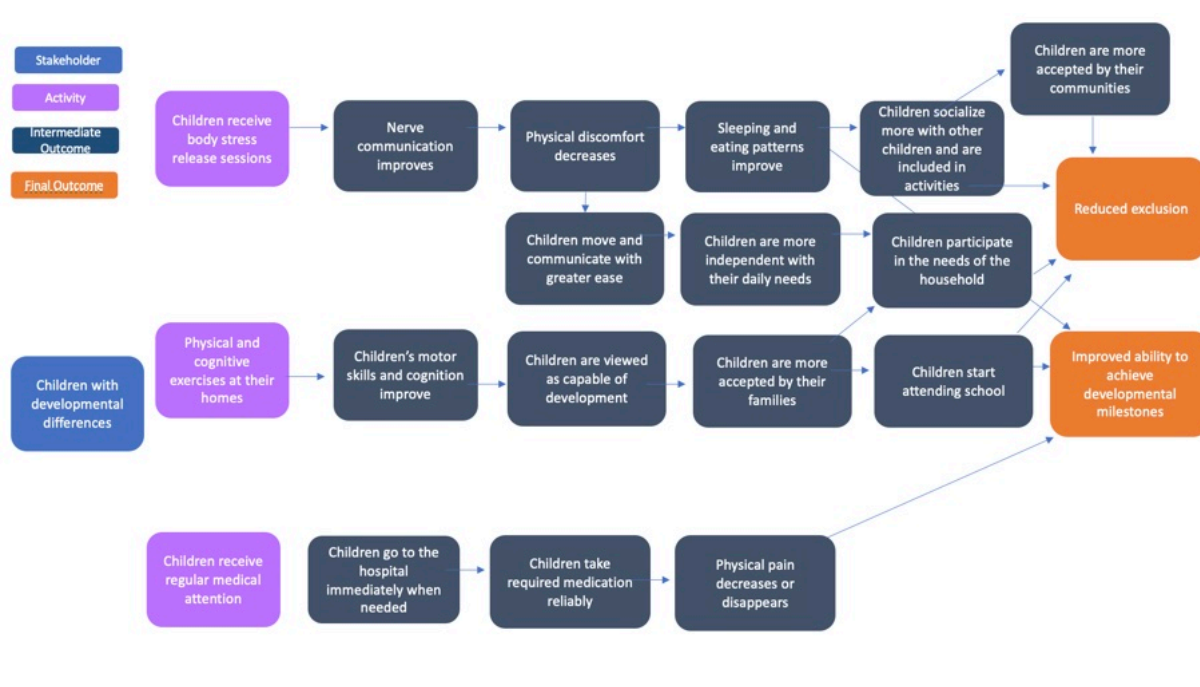 Stakeholder
Activity
Intermediate
Outcome
Final Outcome
Children are more
accepted by their
communities
Children receive
body stress
release sessions
Nerve
communication
improves
Physical discomfort
decreases
Sleeping and
eating patterns
improve
Children socialize
more with other
children and are
included in
activities
Reduced exclusion
Children move and
communicate with
greater ease
Children are more
independent with
their daily needs
Children participate
in the needs of the
household
Children with
developmental
differences
Physical and
cognitive
exercises at their
homes
Children’s motor
skills and cognition
improve
Children are viewed
as capable of
development
Children are more
accepted by their
families
Children start
attending school
Improved ability to
achieve
developmental
milestones
Children receive
regular medical
attention
Children go to the
hospital
immediately when
needed
Children take
required medication
reliably
Physical pain
decreases or
disappears